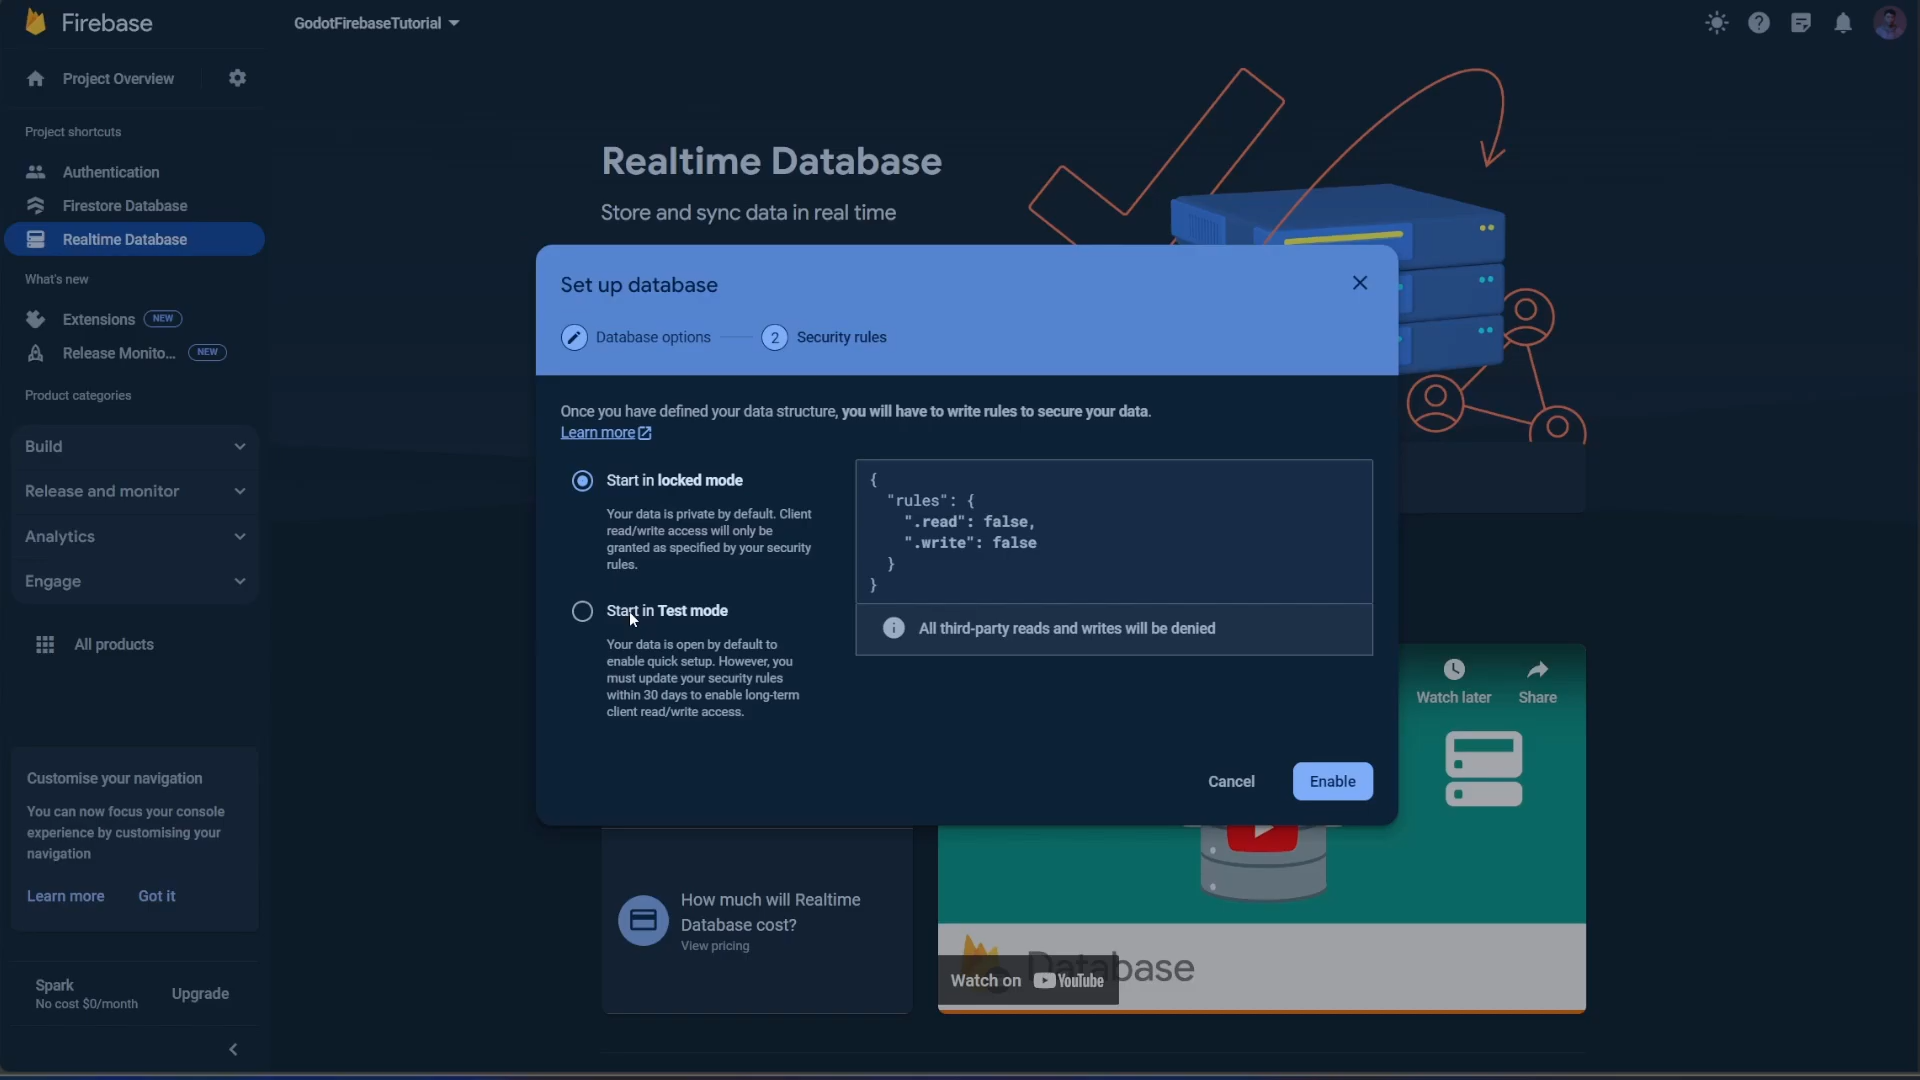 Firebase
GodotFirebaseTutorial
Project Overview
Project shortcuts
Authentication
Firestore Database
Realtime Database
What's new
Extensions NEW
Release Monito... NEW
Product categories
Build
Release and monitor
Analytics
Engage
All products
Customise your navigation
You can now focus your console
experience by customising your
navigation
Learn more Got it
Spark
No cost $0/month
Upgrade
Realtime Database
Store and sync data in real time
Set up database
Database options
2 Security rules
Once you have defined your data structure, you will have to write rules to secure your data.
Learn more
Start in locked mode
Your data is private by default. Client
read/write access will only be
granted as specified by your security
rules.
Start in Test mode
Your data is open by default to
enable quick setup. However, you
must update your security rules
within 30 days to enable long-term
client read/write access.
{
"rules": {
".read": false,
".write": false
}
}
All third-party reads and writes will be denied
Cancel Enable
Watch later Share
How much will Realtime
Database cost?
View pricing
Database
Watch on YouTube